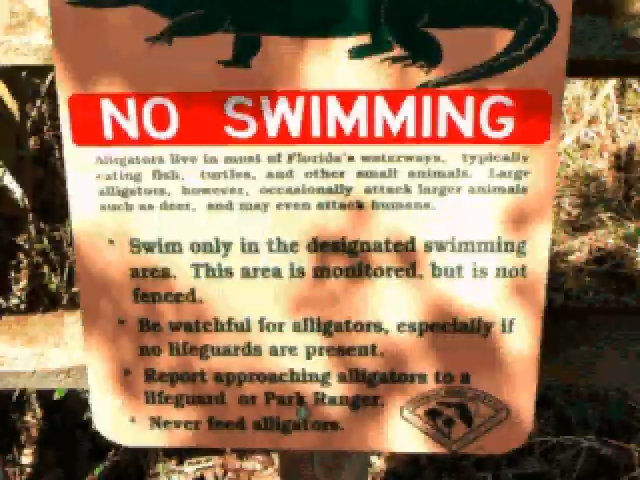 NO SWIMMING
Alligators live in most of Florida's waterways, typically
eating fish, turtles, and other small animals. Large
alligators, however, occasionally attack larger animals
such as deer, and may even attack humans.
* Swim only in the designated swimming
area. This area is monitored, but is not
fenced.
* Be watchful for alligators, especially if
no lifeguards are present.
* Report approaching alligators to a
lifeguard or Park Ranger.
* Never feed alligators.